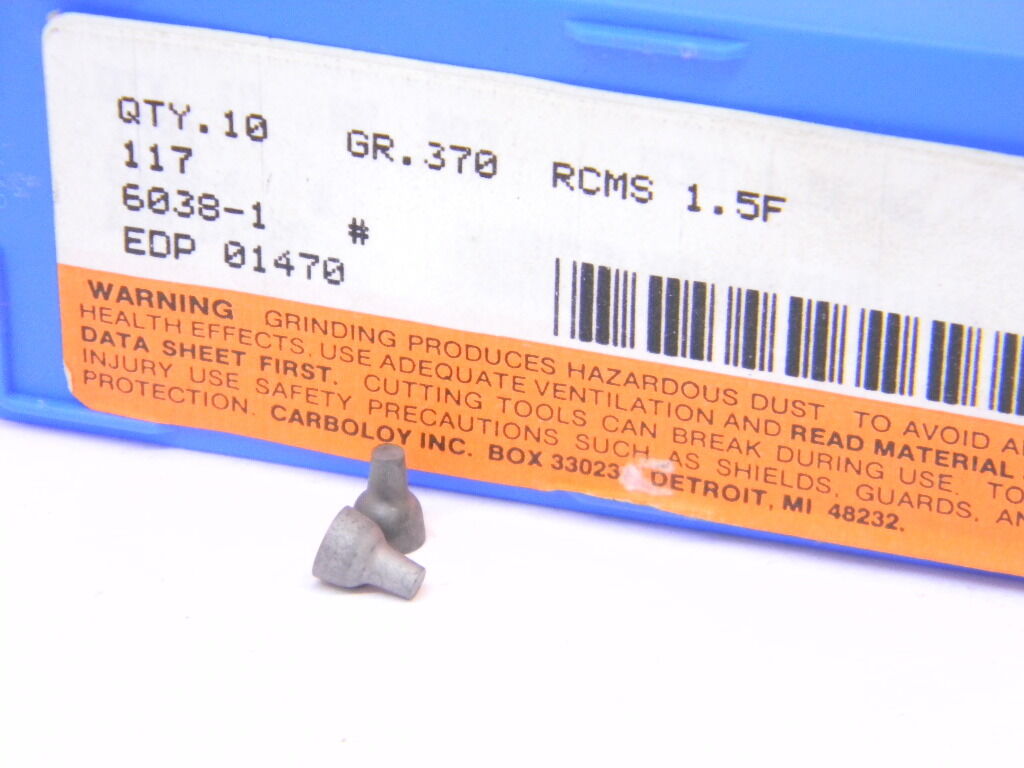 QTY.10 GR.370 RCMS 1.5F
117
6038-1 #
EDP 01470
WARNING GRINDING PRODUCES HAZARDOUS DUST TO AVOID
HEALTH EFFECTS, USE ADEQUATE VENTILATION AND READ MATERIAL
DATA SHEET FIRST. CUTTING TOOLS CAN BREAK DURING USE. TO
INJURY USE SAFETY PRECAUTIONS SUCH AS SHIELDS, GUARDS, AN
PROTECTION. CARBOLOY INC. BOX 33023 DETROIT, MI 48232.